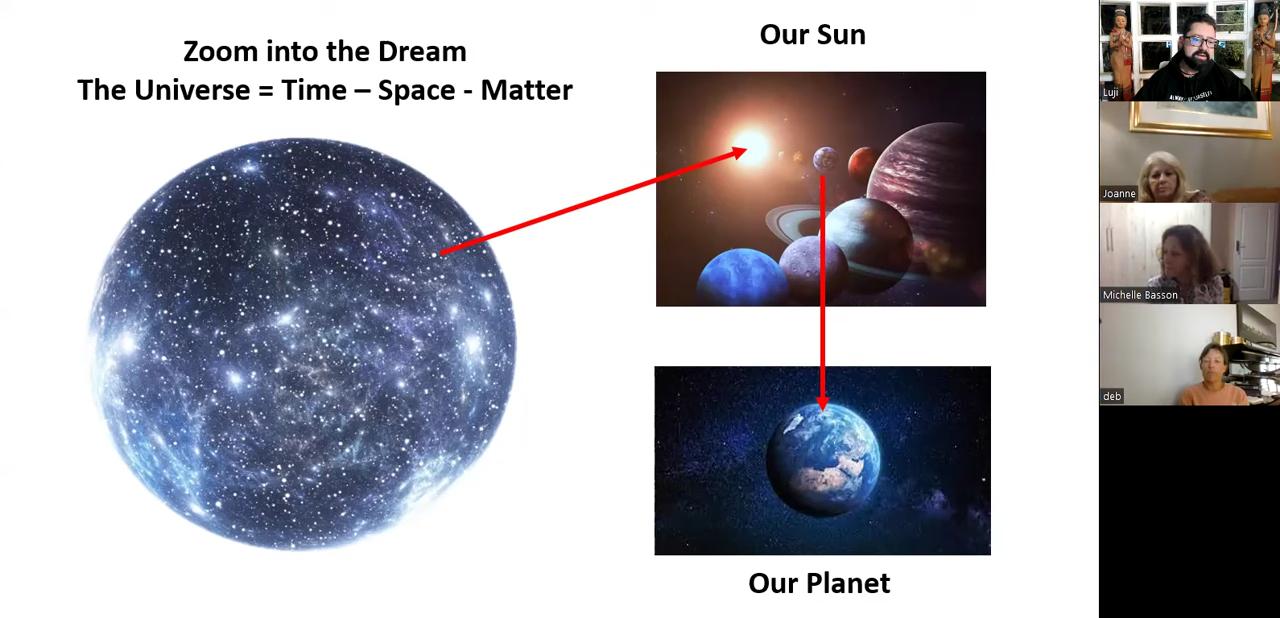 Zoom into the Dream
The Universe = Time – Space - Matter
Our Sun
Our Planet
Luji
Joanne
Michelle Basson
deb